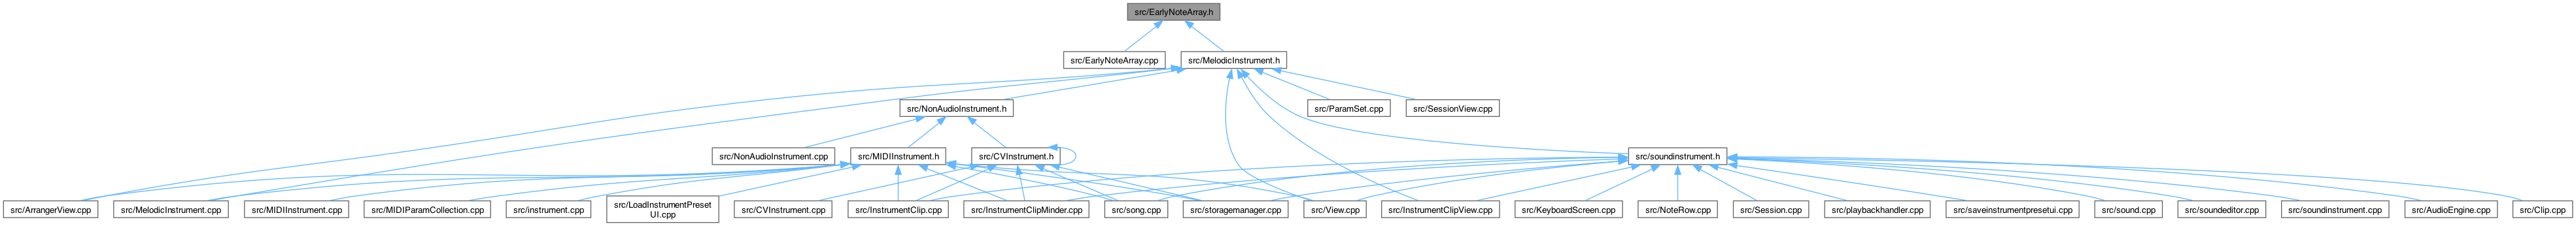 src/EarlyNoteArray.h
src/EarlyNoteArray.cpp
src/MelodicInstrument.h
src/NonAudioInstrument.h
src/ParamSet.cpp
src/SessionView.cpp
src/NonAudioInstrument.cpp
src/MIDIInstrument.h
src/CVInstrument.h
src/soundinstrument.h
src/ArrangerView.cpp
src/MelodicInstrument.cpp
src/MIDIInstrument.cpp
src/MIDIParamCollection.cpp
src/instrument.cpp
src/LoadInstrumentPreset
UI.cpp
src/CVInstrument.cpp
src/InstrumentClip.cpp
src/InstrumentClipMinder.cpp
src/song.cpp
src/storagemanager.cpp
src/View.cpp
src/InstrumentClipView.cpp
src/KeyboardScreen.cpp
src/NoteRow.cpp
src/Session.cpp
src/playbackhandler.cpp
src/saveinstrumentpresetui.cpp
src/sound.cpp
src/soundeditor.cpp
src/soundinstrument.cpp
src/AudioEngine.cpp
src/Clip.cpp